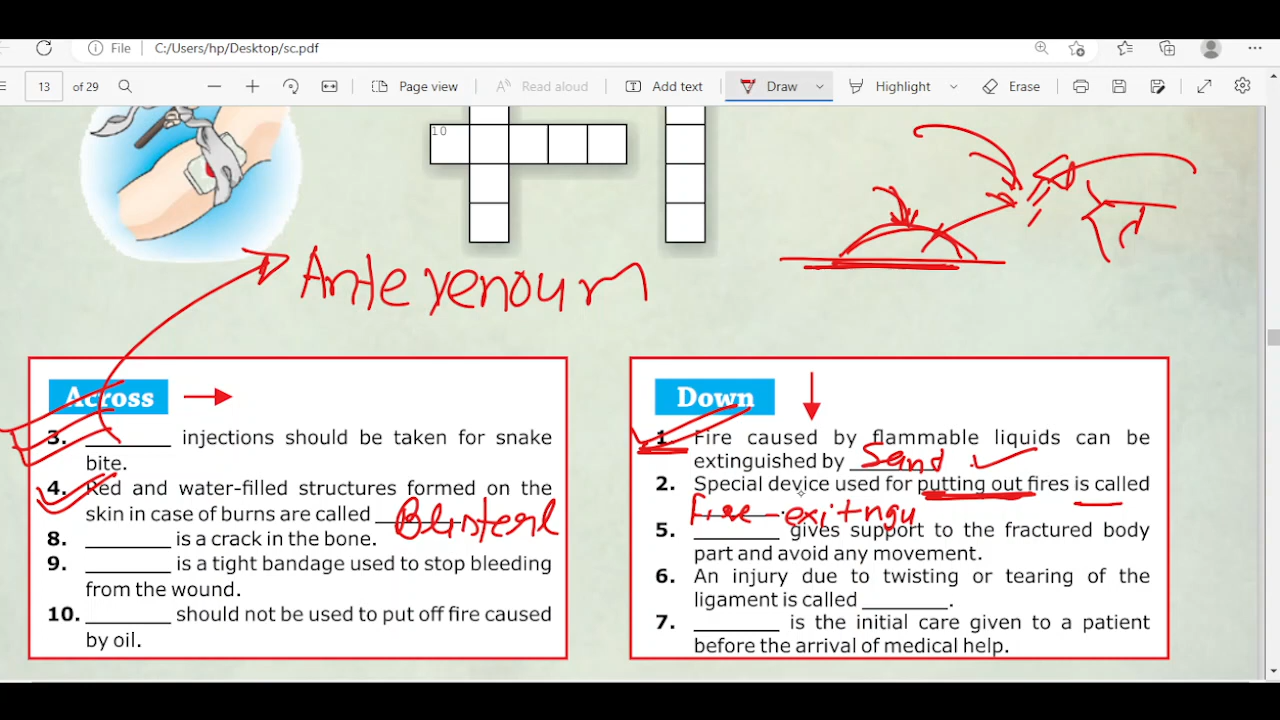 File C:/Users/hp/Desktop/sc.pdf
13 of 29 Page view Read aloud Add text Draw Highlight Erase
10
Ante venoum
Across
3. ________ injections should be taken for snake
bite.
4. Red and water-filled structures formed on the
skin in case of burns are called ________
8. ________ is a crack in the bone.
9. ________ is a tight bandage used to stop bleeding
from the wound.
10. ________ should not be used to put off fire caused
by oil.
Down
1. Fire caused by flammable liquids can be
extinguished by Sand
2. Special device used for putting out fires is called
fire-exitngu
5. ________ gives support to the fractured body
part and avoid any movement.
6. An injury due to twisting or tearing of the
ligament is called ________.
7. ________ is the initial care given to a patient
before the arrival of medical help.